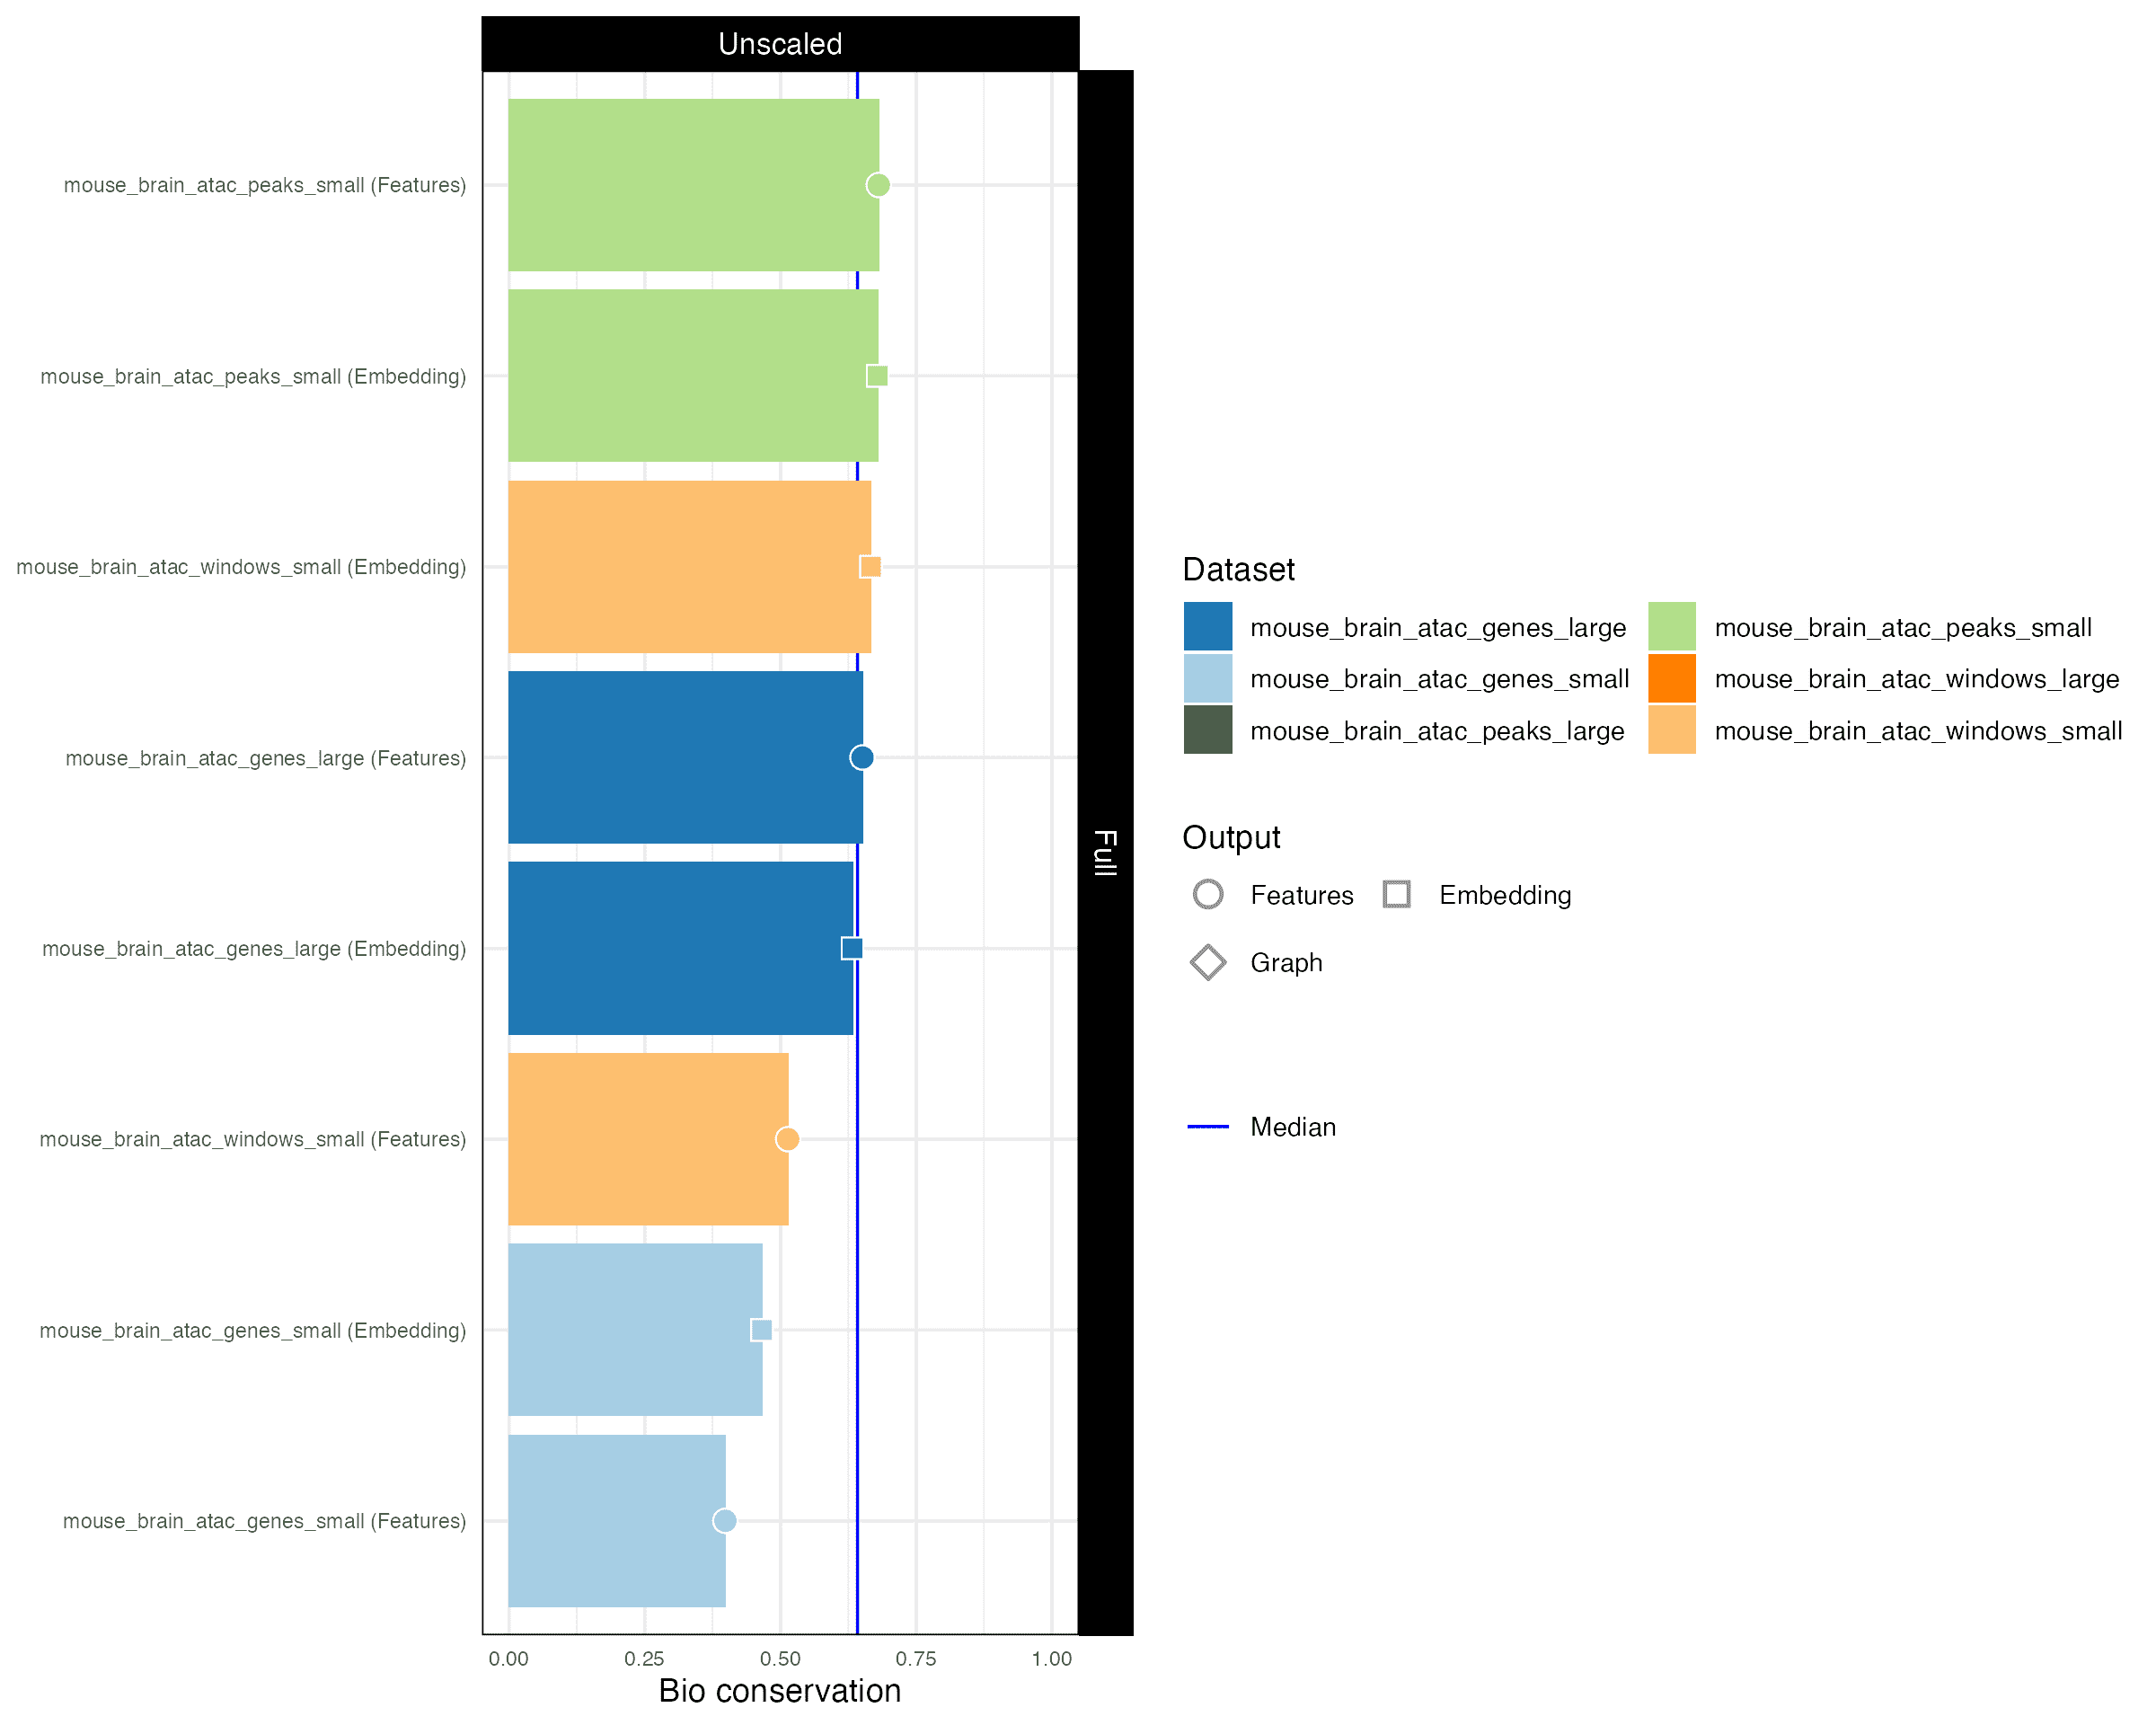 Unscaled
mouse_brain_atac_peaks_small (Features)
mouse_brain_atac_peaks_small (Embedding)
mouse_brain_atac_windows_small (Embedding)
mouse_brain_atac_genes_large (Features)
mouse_brain_atac_genes_large (Embedding)
mouse_brain_atac_windows_small (Features)
mouse_brain_atac_genes_small (Embedding)
mouse_brain_atac_genes_small (Features)
0.00 0.25 0.50 0.75 1.00
Bio conservation
Full
Dataset
mouse_brain_atac_genes_large
mouse_brain_atac_genes_small
mouse_brain_atac_peaks_large
mouse_brain_atac_peaks_small
mouse_brain_atac_windows_large
mouse_brain_atac_windows_small
Output
Features Embedding
Graph
Median